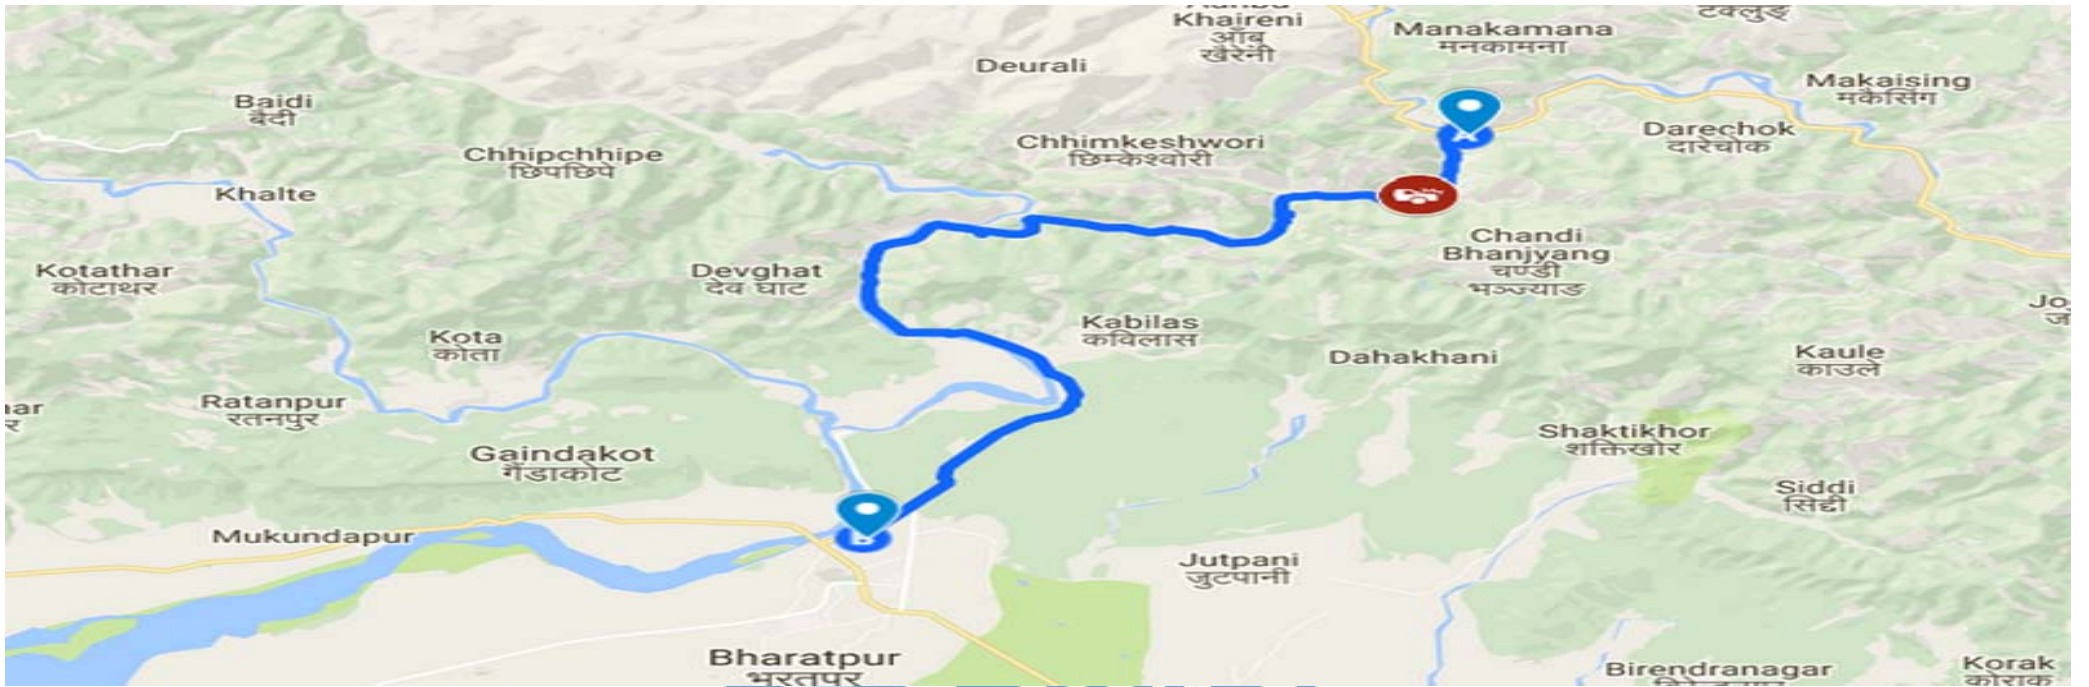 Khaireni
आँब
खैरेनी
Manakamana
मनकामना
टक्लुङ
Deurali
Makaising
मकैसिंग
Baidi
बैदी
Chhimkeshwori
छिम्केश्वोरी
Darechok
दारेचोक
Chhipchhipe
छिपछिपे
Khalte
Chandi
Bhanjyang
चण्डी
भञ्ज्याङ
Kotathar
कोटाथर
Devghat
देव घाट
Kota
कोता
Kabilas
कविलास
Dahakhani
Kaule
काउले
Ratanpur
रतनपुर
Gaindakot
गैंडाकोट
Shaktikhor
शक्तिखोर
Siddi
सिद्दी
Mukundapur
Jutpani
जुटपानी
Bharatpur
भरतपुर
Birendranagar
Korak
कोराक